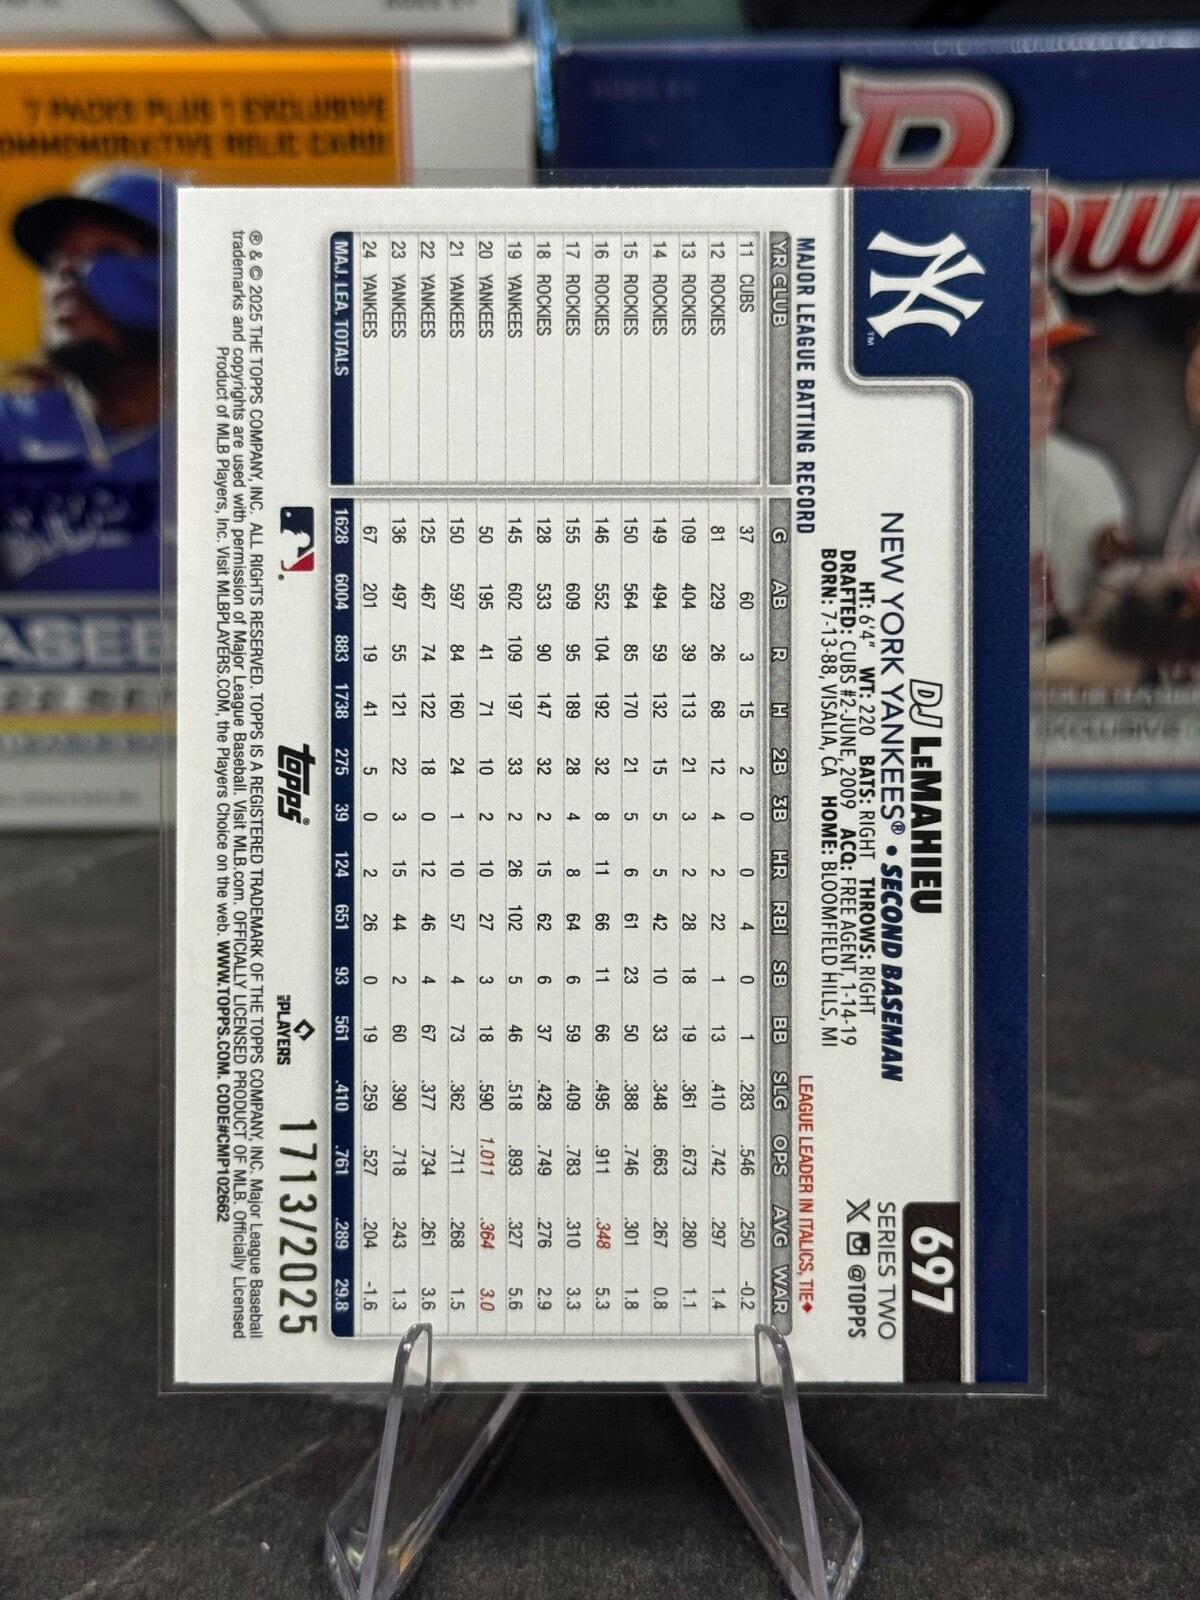 7 PACKS PLUS 1 EXCLUSIVE
COMMEMORATIVE RELIC CARD!
697
SERIES TWO
@TOPPS
DJ LEMAHIEU
NEW YORK YANKEES® • SECOND BASEMAN
HT: 6'4" WT: 220 BATS: RIGHT THROWS: RIGHT
DRAFTED: CUBS #2-JUNE, 2009 ACQ: FREE AGENT, 1-14-19
BORN: 7-13-88, VISALIA, CA HOME: BLOOMFIELD HILLS, MI
NY
TM
MAJOR LEAGUE BATTING RECORD LEAGUE LEADER IN ITALICS, TIE♦
YR CLUB G AB R H 2B 3B HR RBI SB BB SLG OPS AVG WAR
11 CUBS 37 60 3 15 2 0 0 4 0 1 .283 .546 .250 -0.2
12 ROCKIES 81 229 26 68 12 4 2 22 1 13 .410 .742 .297 1.4
13 ROCKIES 109 404 39 113 21 3 2 28 18 19 .361 .673 .280 1.1
14 ROCKIES 149 494 59 132 15 5 5 42 10 33 .348 .663 .267 0.8
15 ROCKIES 150 564 85 170 21 5 6 61 23 50 .388 .746 .301 1.8
16 ROCKIES 146 552 104 192 32 8 11 66 11 66 .495 .911 .348 5.3
17 ROCKIES 155 609 95 189 28 4 8 64 6 59 .409 .783 .310 3.3
18 ROCKIES 128 533 90 147 32 2 15 62 6 37 .428 .749 .276 2.9
19 YANKEES 145 602 109 197 33 2 26 102 5 46 .518 .893 .327 5.6
20 YANKEES 50 195 41 71 10 2 10 27 3 18 .590 1.011 .364 3.0
21 YANKEES 150 597 84 160 24 1 10 57 4 73 .362 .711 .268 1.5
22 YANKEES 125 467 74 122 18 0 12 46 4 67 .377 .734 .261 3.6
23 YANKEES 136 497 55 121 22 3 15 44 2 60 .390 .718 .243 1.3
24 YANKEES 67 201 19 41 5 0 2 26 0 19 .259 .527 .204 -1.6
MAJ. LEA. TOTALS 1628 6004 883 1738 275 39 124 651 93 561 .410 .761 .289 29.8
topps®
PLAYERS
1713/2025
® & © 2025 THE TOPPS COMPANY, INC. ALL RIGHTS RESERVED. TOPPS IS A REGISTERED TRADEMARK OF THE TOPPS COMPANY, INC. Major League Baseball
trademarks and copyrights are used with permission of Major League Baseball. Visit MLB.com. OFFICIALLY LICENSED PRODUCT OF MLB. Officially Licensed
Product of MLB Players, Inc. Visit MLBPLAYERS.COM, the Players Choice on the web. WWW.TOPPS.COM. CODE#CMP102662